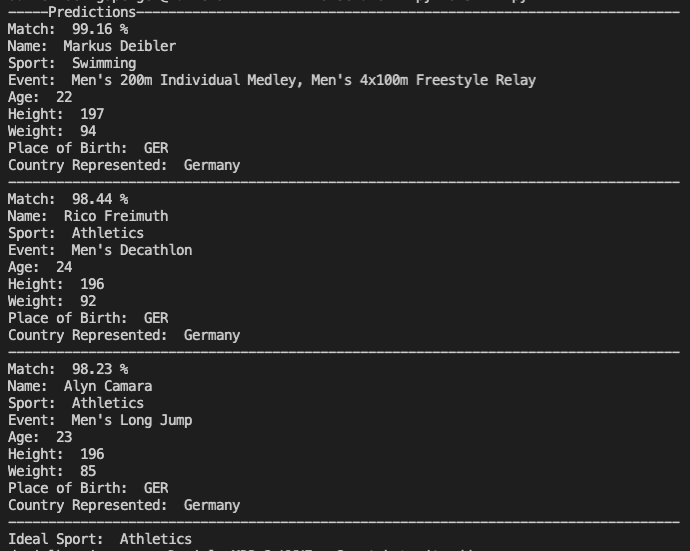 -----Predictions--------------------------------------------------------------------
Match:  99.16 %
Name:  Markus Deibler
Sport:  Swimming
Event:  Men's 200m Individual Medley, Men's 4x100m Freestyle Relay
Age:  22
Height:  197
Weight:  94
Place of Birth:  GER
Country Represented:  Germany
------------------------------------------------------------------------------------
Match:  98.44 %
Name:  Rico Freimuth
Sport:  Athletics
Event:  Men's Decathlon
Age:  24
Height:  196
Weight:  92
Place of Birth:  GER
Country Represented:  Germany
------------------------------------------------------------------------------------
Match:  98.23 %
Name:  Alyn Camara
Sport:  Athletics
Event:  Men's Long Jump
Age:  23
Height:  196
Weight:  85
Place of Birth:  GER
Country Represented:  Germany
------------------------------------------------------------------------------------
Ideal Sport:  Athletics